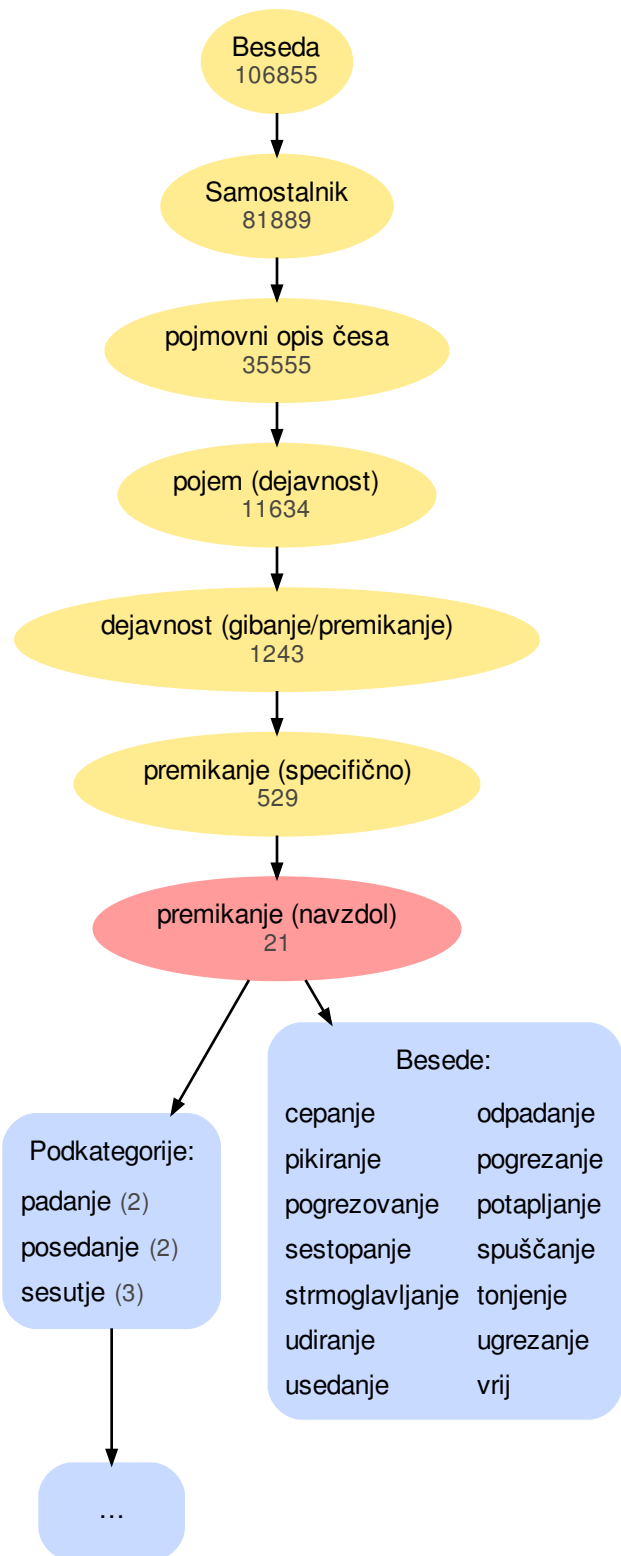 Beseda
106855
Samostalnik
81889
pojmovni opis česa
35555
pojem (dejavnost)
11634
dejavnost (gibanje/premikanje)
1243
premikanje (specifično)
529
premikanje (navzdol)
21
Podkategorije:
padanje (2)
posedanje (2)
sesutje (3)
Besede:
cepanje odpadanje
pikiranje pogrezanje
pogrezovanje potapljanje
sestopanje spuščanje
strmoglavljanje tonjenje
udiranje ugrezanje
usedanje vrij
...